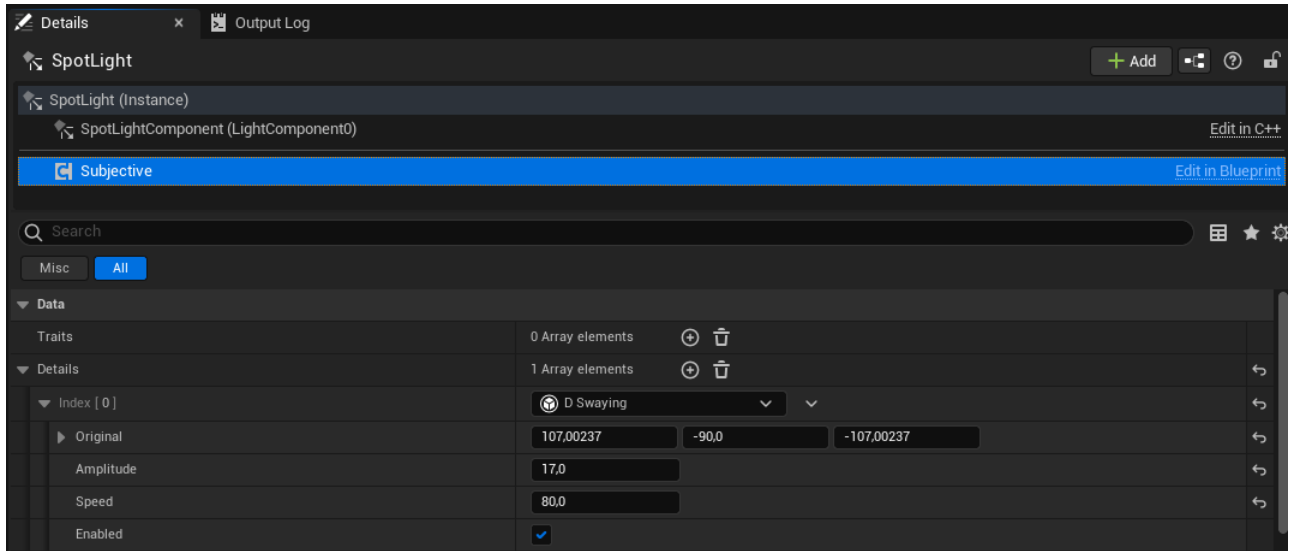 Details × Output Log
SpotLight + Add
SpotLight (Instance)
SpotLightComponent (LightComponent0) Edit in C++
Subjective Edit in Blueprint
Search
Misc All
Data
Traits 0 Array elements
Details 1 Array elements
Index [ 0 ] D Swaying
Original 107,00237 -90,0 -107,00237
Amplitude 17,0
Speed 80,0
Enabled